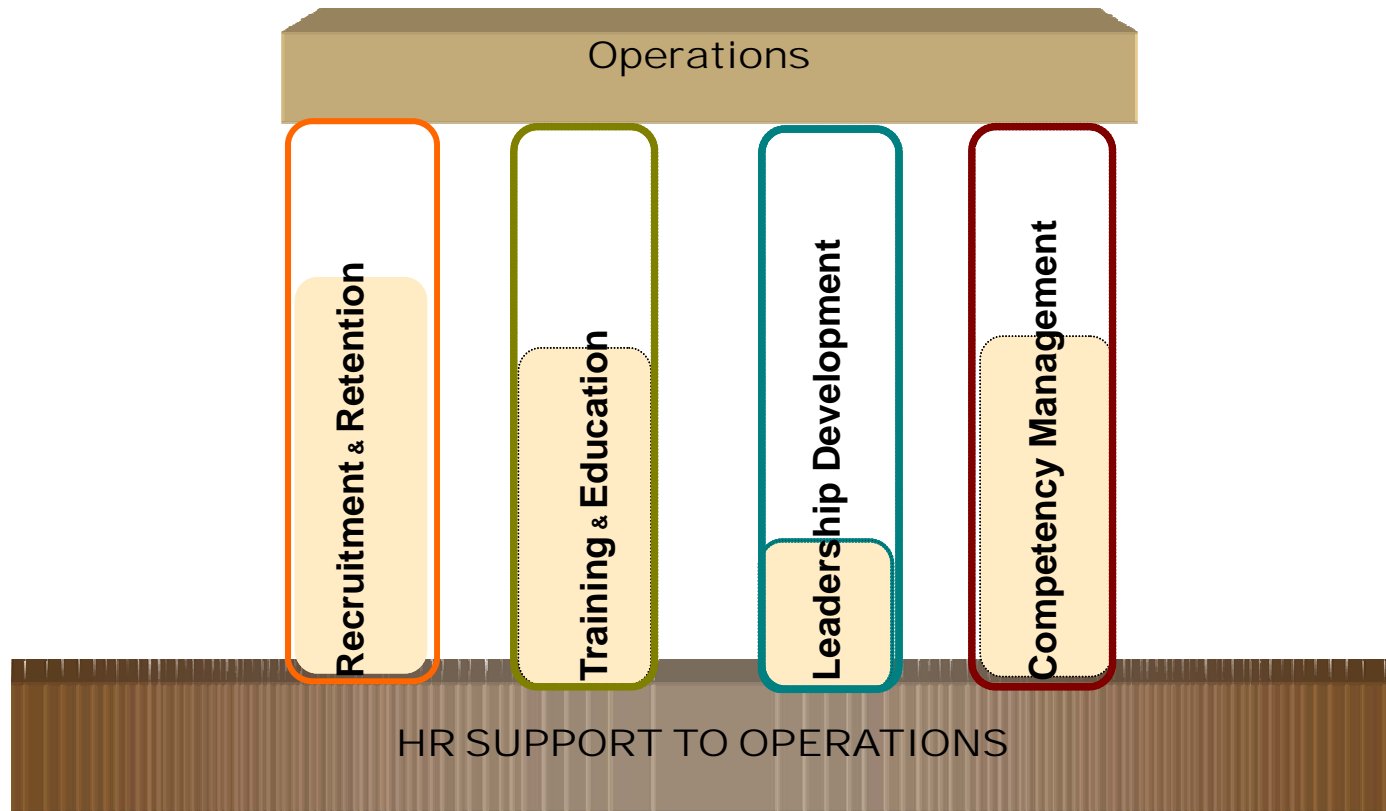 Operations
Recruitment & Retention
Training & Education
Leadership Development
Competency Management
HR SUPPORT TO OPERATIONS